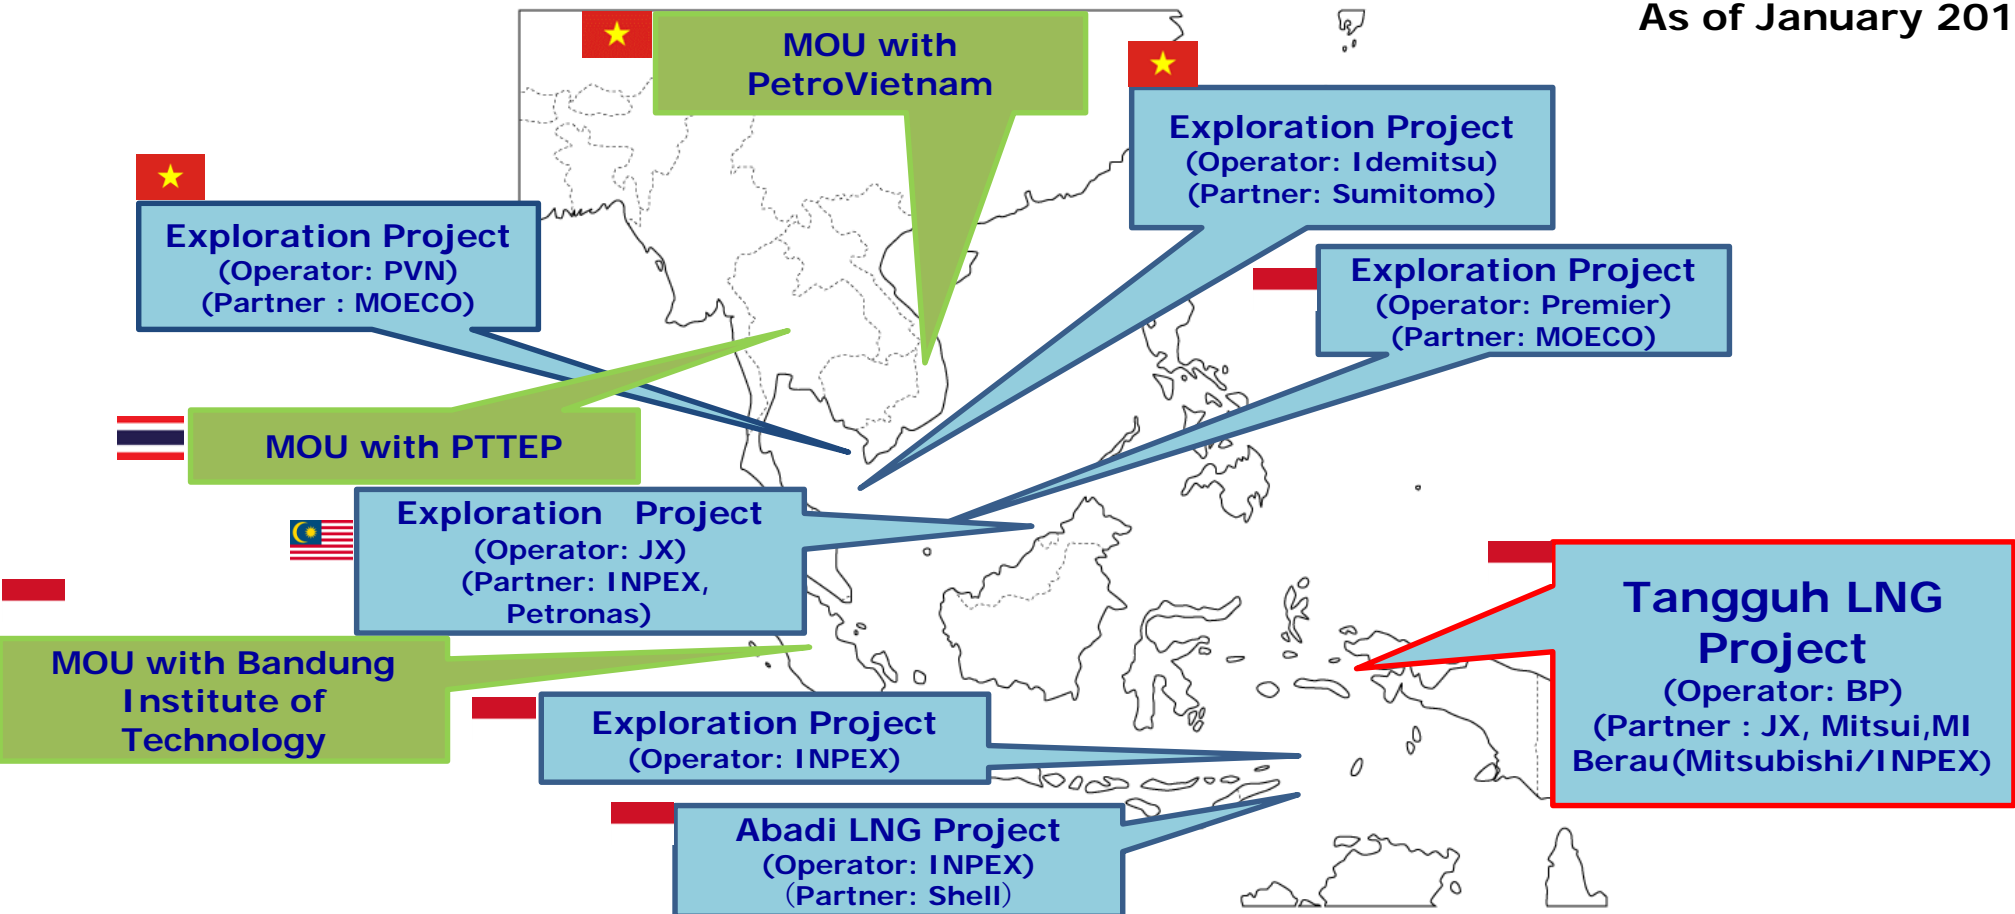 As of January 201
MOU with
PetroVietnam
Exploration Project
(Operator: Idemitsu)
(Partner: Sumitomo)
Exploration Project
(Operator: PVN)
(Partner : MOECO)
Exploration Project
(Operator: Premier)
(Partner: MOECO)
MOU with PTTEP
Exploration Project
(Operator: JX)
(Partner: INPEX,
Petronas)
Tangguh LNG
Project
(Operator: BP)
(Partner : JX, Mitsui,MI
Berau(Mitsubishi/INPEX)
MOU with Bandung
Institute of
Technology
Exploration Project
(Operator: INPEX)
Abadi LNG Project
(Operator: INPEX)
（Partner: Shell）